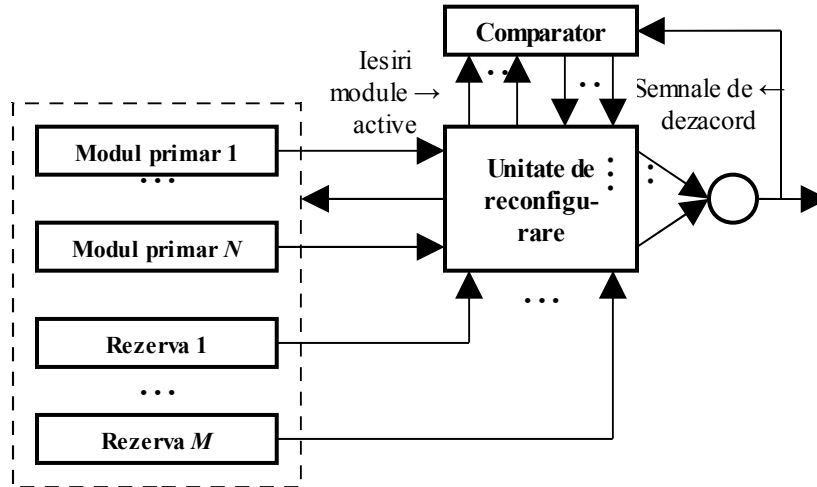 Comparator
Iesiri
module →
active
Semnale de ←
dezacord
Modul primar 1
...
Modul primar N
Unitate de
reconfigu-
rare
Rezerva 1
...
Rezerva M